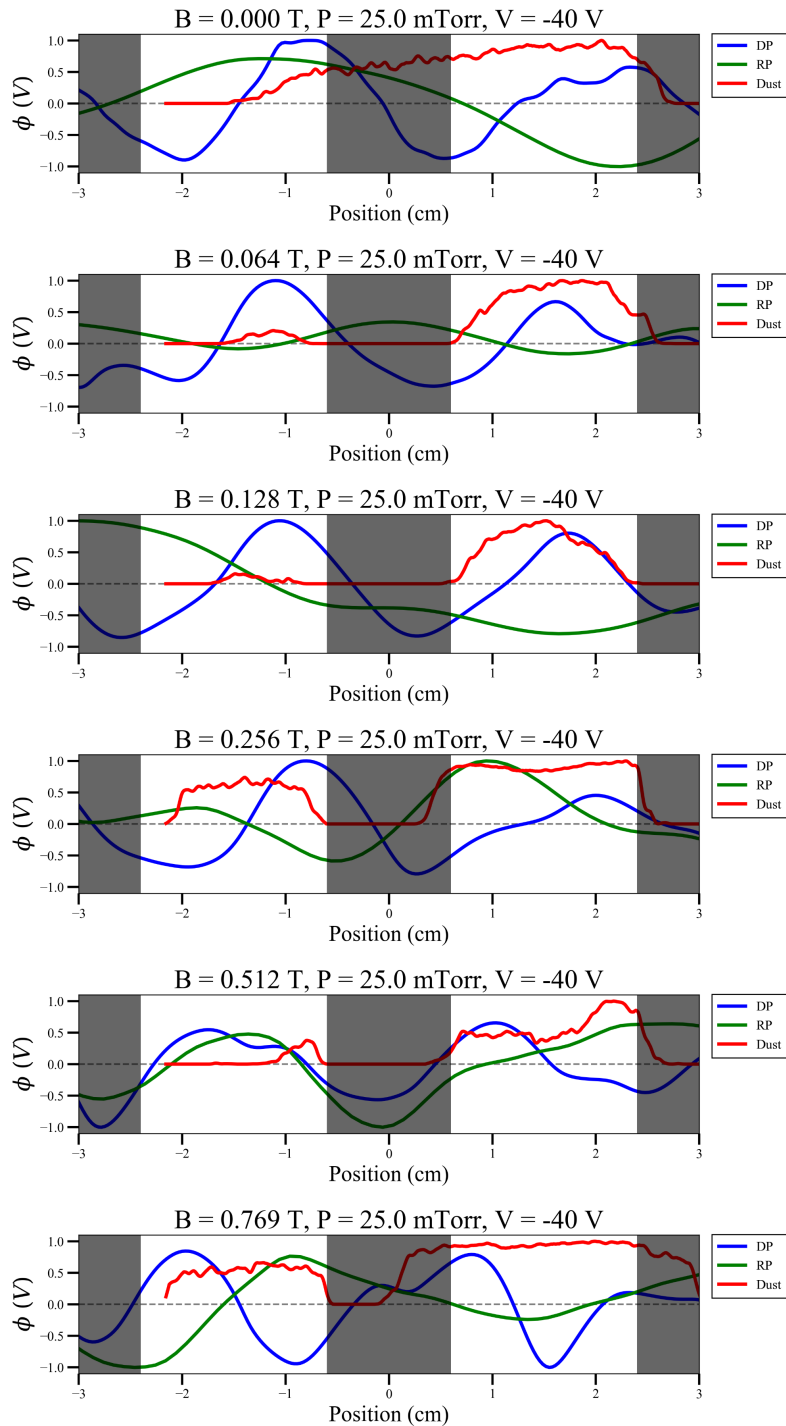 B = 0.000 T, P = 25.0 mTorr, V = -40 V
DP
RP
Dust
1.0
0.5
0.0
−0.5
−1.0
ϕ (V)
−3 −2 −1 0 1 2 3
Position (cm)
B = 0.064 T, P = 25.0 mTorr, V = -40 V
DP
RP
Dust
1.0
0.5
0.0
−0.5
−1.0
ϕ (V)
−3 −2 −1 0 1 2 3
Position (cm)
B = 0.128 T, P = 25.0 mTorr, V = -40 V
DP
RP
Dust
1.0
0.5
0.0
−0.5
−1.0
ϕ (V)
−3 −2 −1 0 1 2 3
Position (cm)
B = 0.256 T, P = 25.0 mTorr, V = -40 V
DP
RP
Dust
1.0
0.5
0.0
−0.5
−1.0
ϕ (V)
−3 −2 −1 0 1 2 3
Position (cm)
B = 0.512 T, P = 25.0 mTorr, V = -40 V
DP
RP
Dust
1.0
0.5
0.0
−0.5
−1.0
ϕ (V)
−3 −2 −1 0 1 2 3
Position (cm)
B = 0.769 T, P = 25.0 mTorr, V = -40 V
DP
RP
Dust
1.0
0.5
0.0
−0.5
−1.0
ϕ (V)
−3 −2 −1 0 1 2 3
Position (cm)